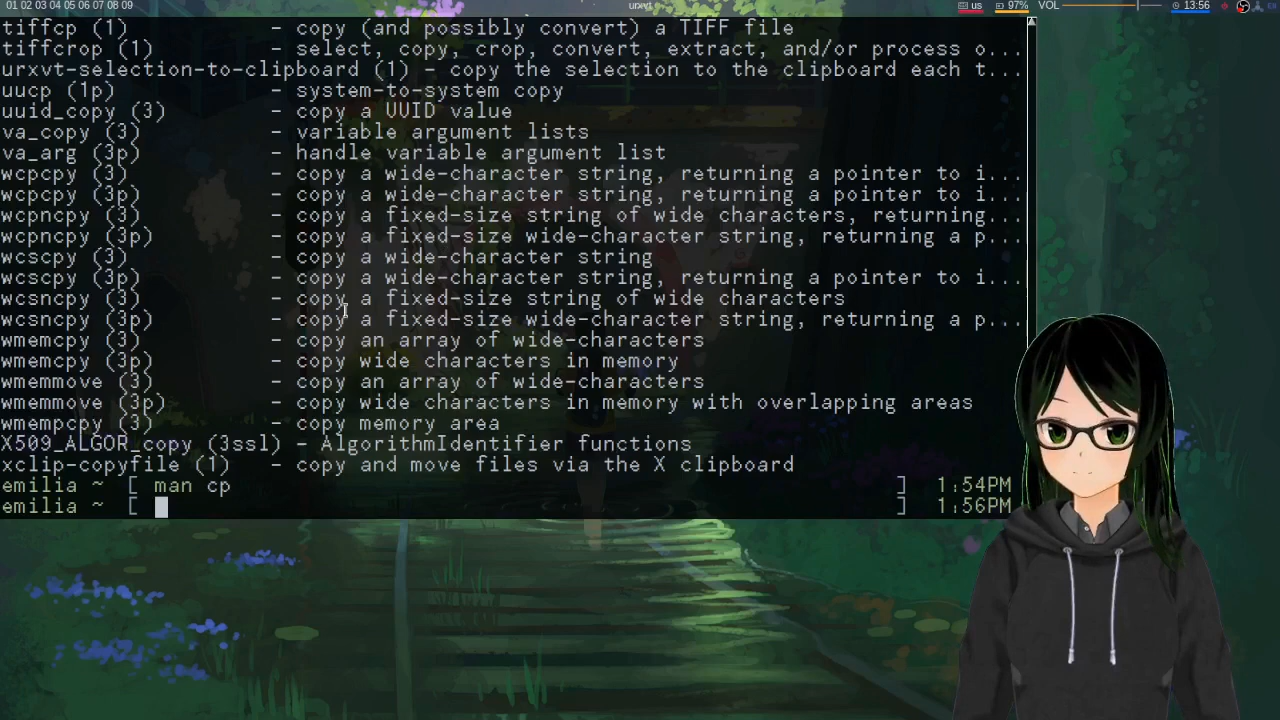 01 02 03 04 05 06 07 08 09 urxvt us 97% VOL 13:56
tiffcp (1) - copy (and possibly convert) a TIFF file
tiffcrop (1) - select, copy, crop, convert, extract, and/or process o...
urxvt-selection-to-clipboard (1) - copy the selection to the clipboard each t...
uucp (1p) - system-to-system copy
uuid_copy (3) - copy a UUID value
va_copy (3) - variable argument lists
va_arg (3p) - handle variable argument list
wcpcpy (3) - copy a wide-character string, returning a pointer to i...
wcpcpy (3p) - copy a wide-character string, returning a pointer to i...
wcpncpy (3) - copy a fixed-size string of wide characters, returning...
wcpncpy (3p) - copy a fixed-size wide-character string, returning a p...
wcscpy (3) - copy a wide-character string
wcscpy (3p) - copy a wide-character string, returning a pointer to i...
wcsncpy (3) - copy a fixed-size string of wide characters
wcsncpy (3p) - copy a fixed-size wide-character string, returning a p...
wmemcpy (3) - copy an array of wide-characters
wmemcpy (3p) - copy wide characters in memory
wmemmove (3) - copy an array of wide-characters
wmemmove (3p) - copy wide characters in memory with overlapping areas
wmempcpy (3) - copy memory area
X509_ALGOR_copy (3ssl) - AlgorithmIdentifier functions
xclip-copyfile (1) - copy and move files via the X clipboard
emilia ~ [ man cp ] 1:54PM
emilia ~ [ ] 1:56PM